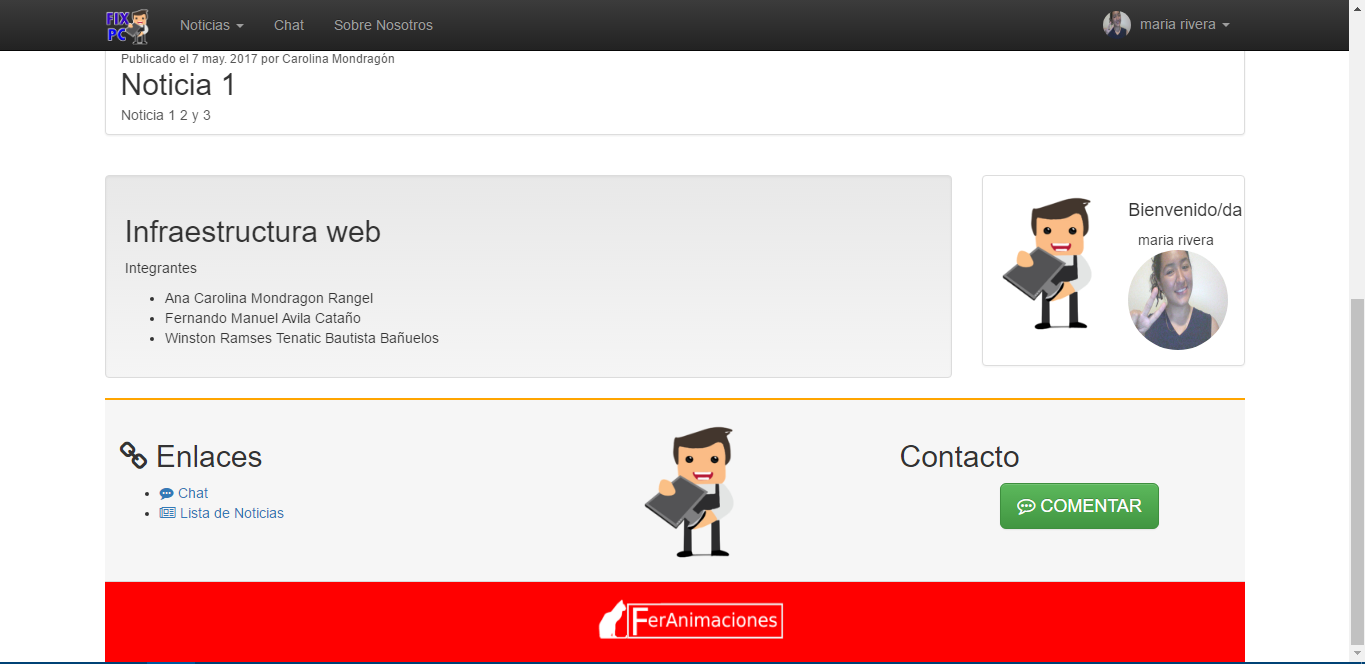 FIX
PC
Noticias
Chat
Sobre Nosotros
maria rivera
Publicado el 7 may. 2017 por Carolina Mondragón
Noticia 1
Noticia 1 2 y 3
Infraestructura web
Integrantes
Ana Carolina Mondragon Rangel
Fernando Manuel Avila Cataño
Winston Ramses Tenatic Bautista Bañuelos
Bienvenido/da
maria rivera
Enlaces
Chat
Lista de Noticias
Contacto
COMENTAR
FerAnimaciones